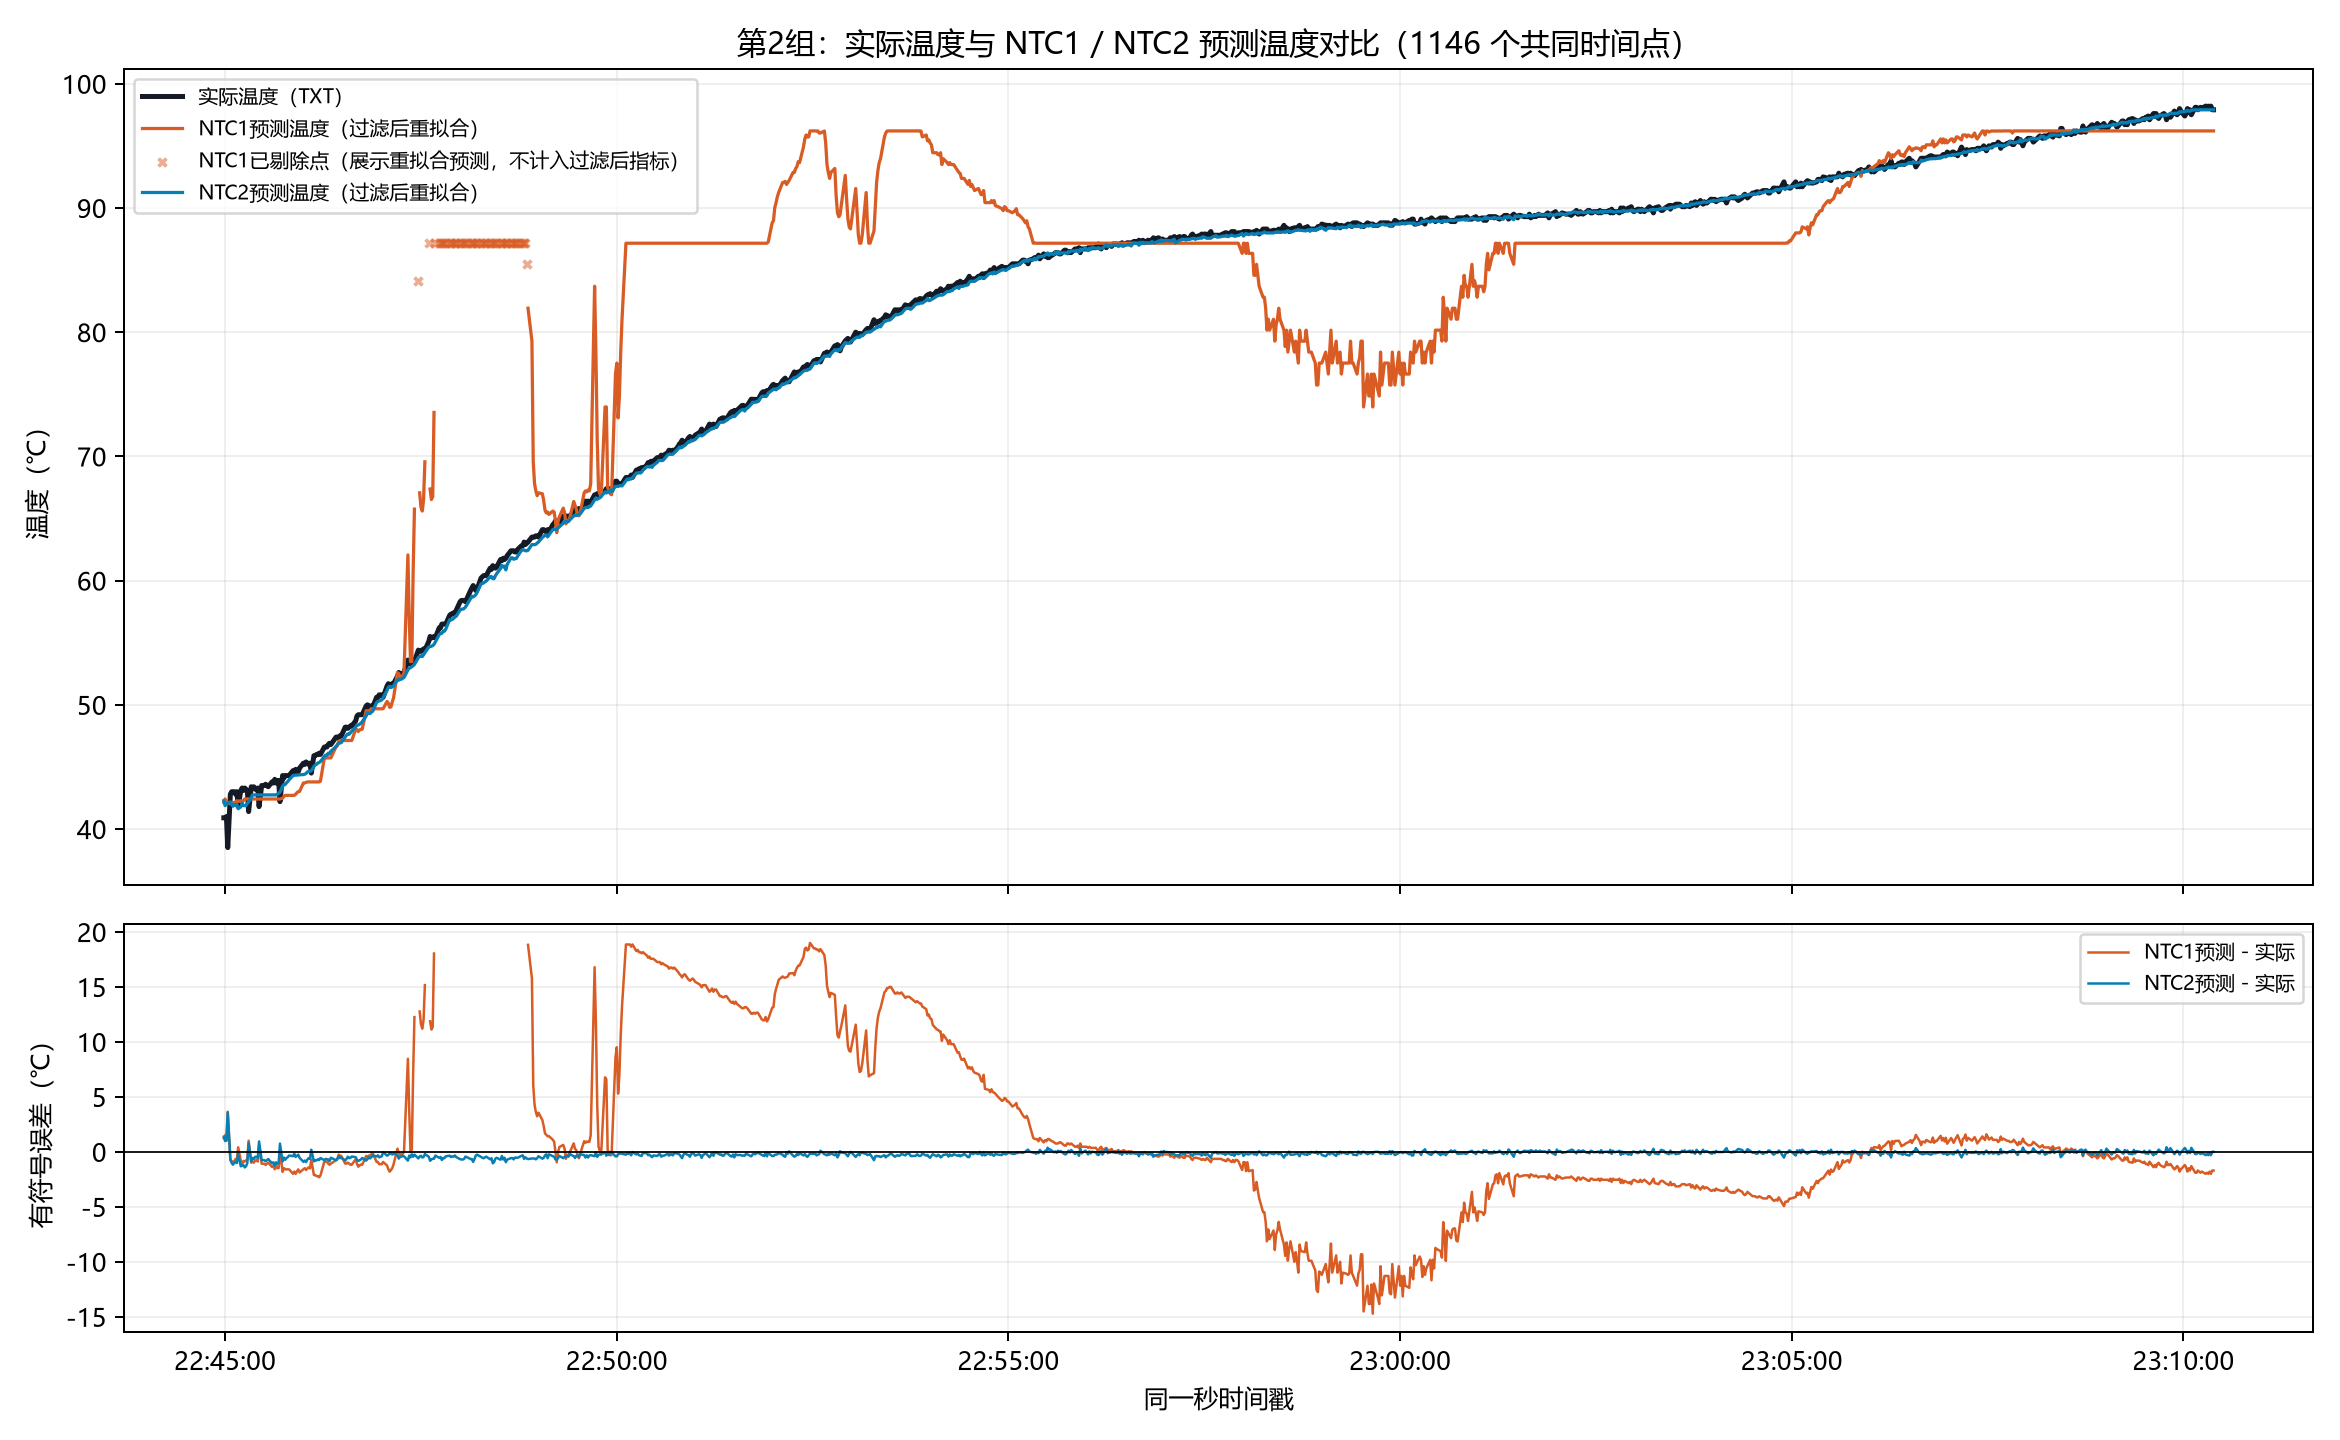 第2组：实际温度与 NTC1 / NTC2 预测温度对比（1146 个共同时间点）
实际温度（TXT）
NTC1预测温度（过滤后重拟合）
NTC1已剔除点（展示重拟合预测，不计入过滤后指标）
NTC2预测温度（过滤后重拟合）
温度（℃）
100
90
80
70
60
50
40
NTC1预测 - 实际
NTC2预测 - 实际
有符号误差（℃）
20
15
10
5
0
-5
-10
-15
22:45:00
22:50:00
22:55:00
23:00:00
23:05:00
23:10:00
同一秒时间戳